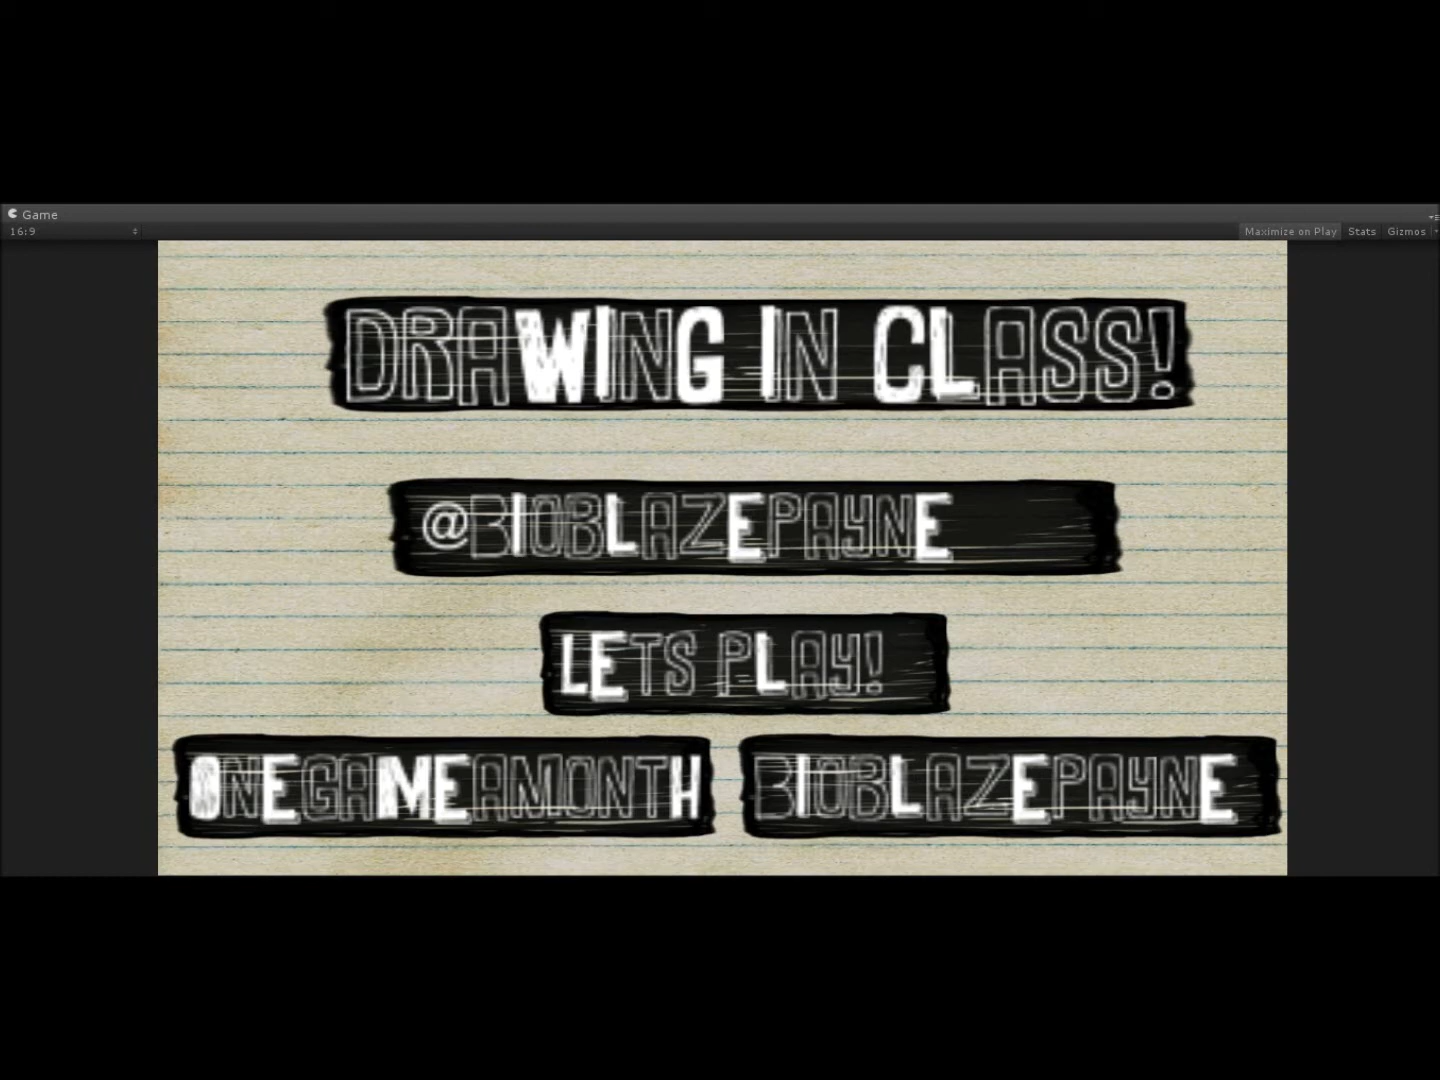 Game
16:9
Maximize on Play Stats Gizmos
DRAWING IN CLASS!
@BIOBLAZEPAYNE
LETS PLAY!
ONEGAMEAMONTH BIOBLAZEPAYNE